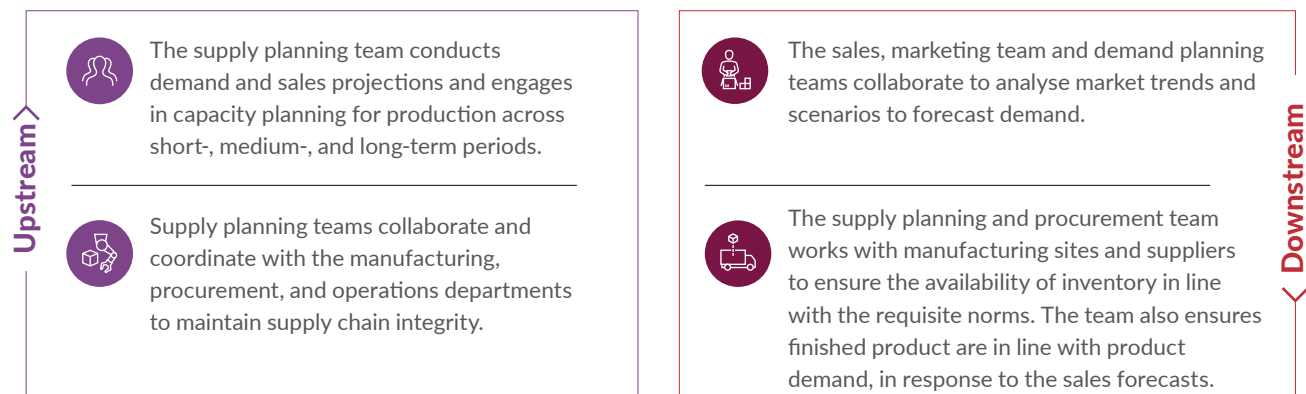 Upstream
The supply planning team conducts
demand and sales projections and engages
in capacity planning for production across
short-, medium-, and long-term periods.
Supply planning teams collaborate and
coordinate with the manufacturing,
procurement, and operations departments
to maintain supply chain integrity.
Downstream
The sales, marketing team and demand planning
teams collaborate to analyse market trends and
scenarios to forecast demand.
The supply planning and procurement team
works with manufacturing sites and suppliers
to ensure the availability of inventory in line
with the requisite norms. The team also ensures
finished product are in line with product
demand, in response to the sales forecasts.